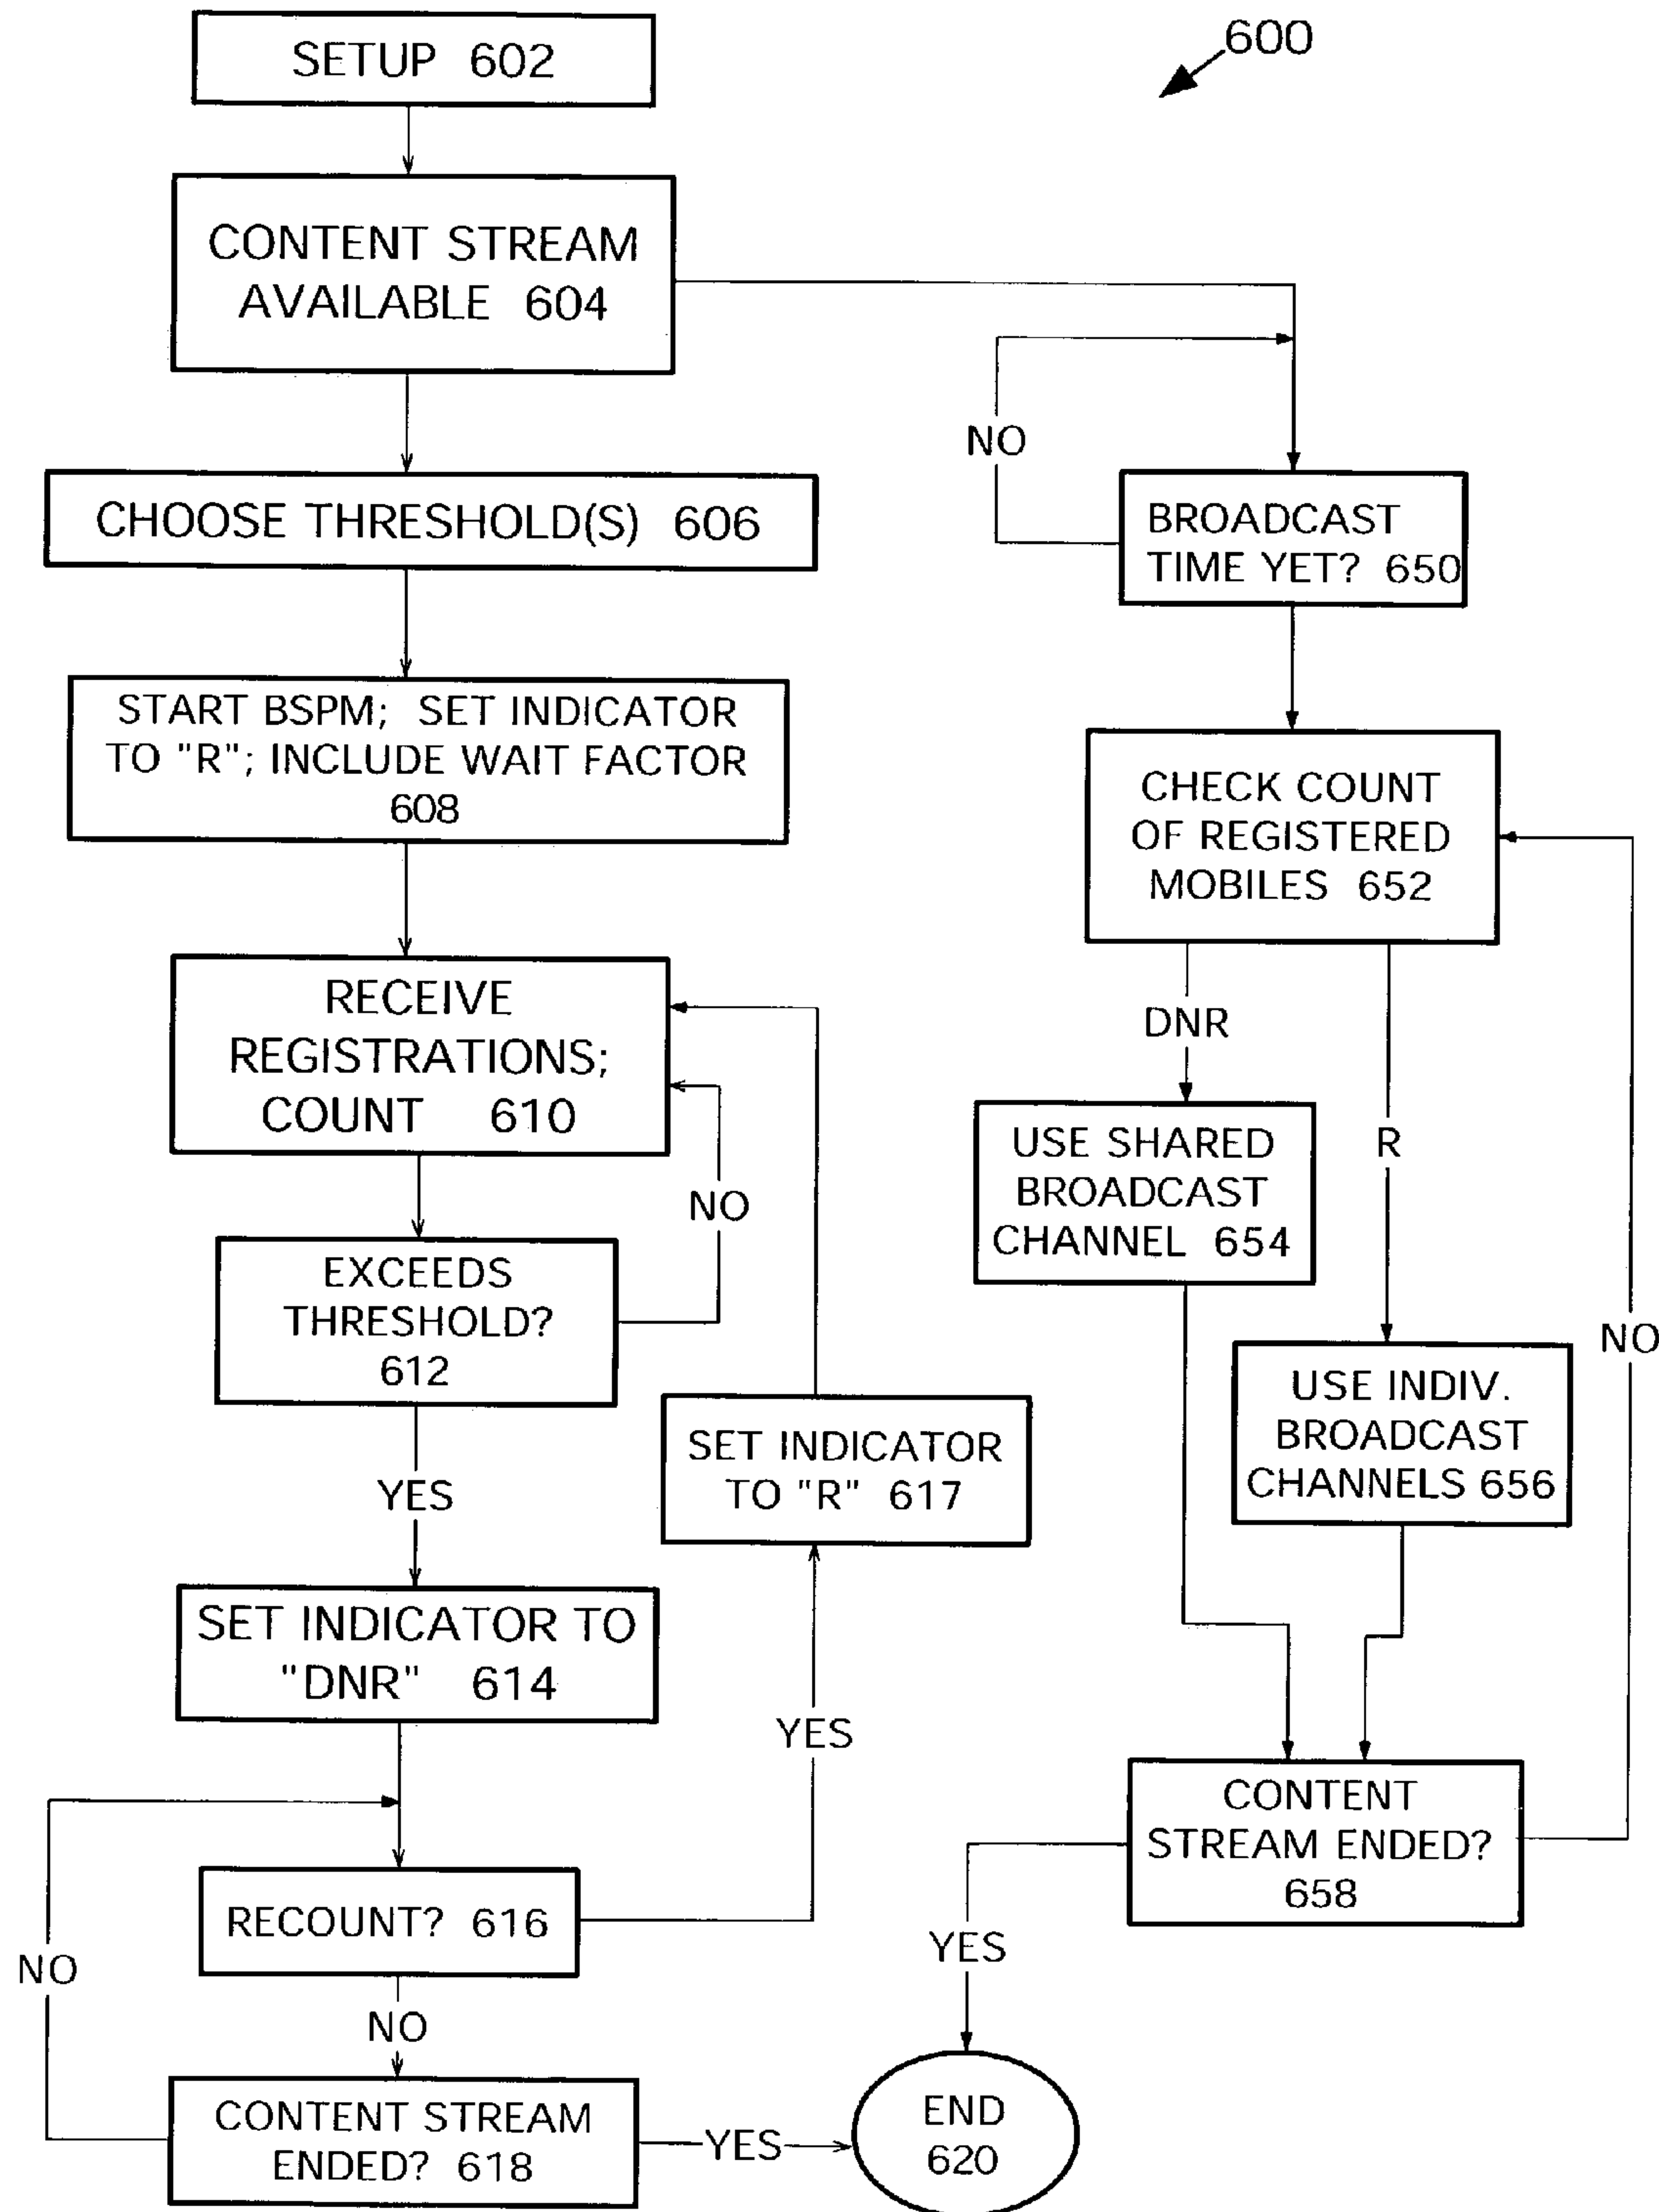 SETUP 602
600
CONTENT STREAM
AVAILABLE 604
CHOOSE THRESHOLD(S) 606
START BSPM; SET INDICATOR
TO "R"; INCLUDE WAIT FACTOR
608
RECEIVE
REGISTRATIONS;
COUNT 610
NO
EXCEEDS
THRESHOLD?
612
YES
SET INDICATOR
TO "R" 617
SET INDICATOR TO
"DNR" 614
YES
RECOUNT? 616
NO
NO
CONTENT STREAM
ENDED? 618
YES
NO
BROADCAST
TIME YET? 650
CHECK COUNT
OF REGISTERED
MOBILES 652
DNR
R
USE SHARED
BROADCAST
CHANNEL 654
USE INDIV.
BROADCAST
CHANNELS 656
NO
CONTENT
STREAM ENDED?
658
YES
END
620